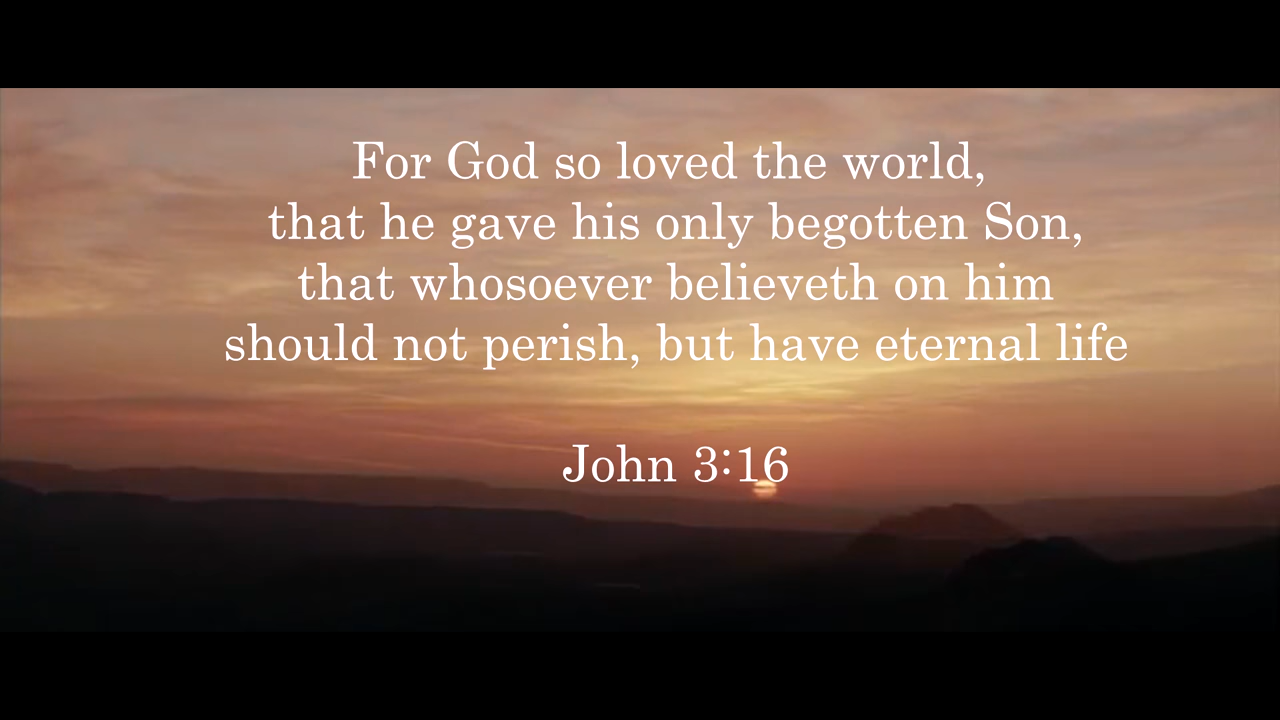 For God so loved the world,
that he gave his only begotten Son,
that whosoever believeth on him
should not perish, but have eternal life
John 3:16